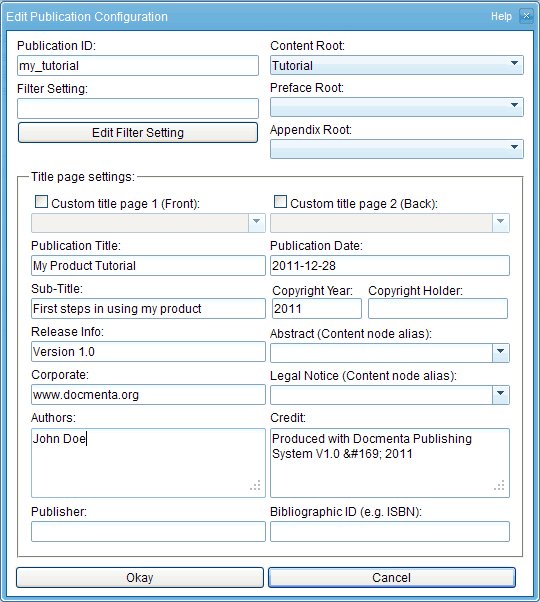 Edit Publication Configuration
Help
Publication ID:
my_tutorial
Content Root:
Tutorial
Filter Setting:
Preface Root:
Edit Filter Setting
Appendix Root:
Title page settings:
Custom title page 1 (Front):
Custom title page 2 (Back):
Publication Title:
My Product Tutorial
Publication Date:
2011-12-28
Sub-Title:
First steps in using my product
Copyright Year:
2011
Copyright Holder:
Release Info:
Version 1.0
Abstract (Content node alias):
Corporate:
www.docmenta.org
Legal Notice (Content node alias):
Authors:
John Doe
Credit:
Produced with Docmenta Publishing
System V1.0 &#169; 2011
Publisher:
Bibliographic ID (e.g. ISBN):
Okay
Cancel